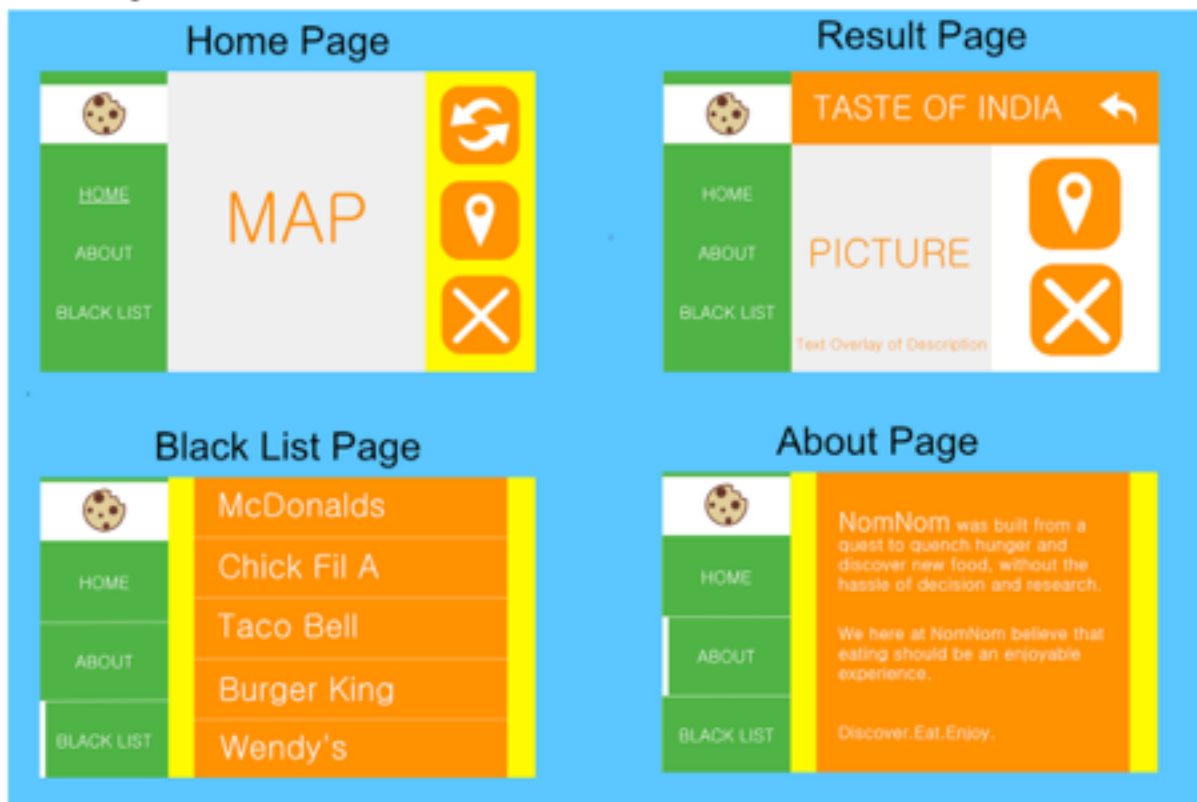 Home Page
HOME
ABOUT
BLACK LIST
MAP
Result Page
TASTE OF INDIA
HOME
ABOUT
BLACK LIST
PICTURE
Text Overlay of Description
Black List Page
HOME
ABOUT
BLACK LIST
McDonalds
Chick Fil A
Taco Bell
Burger King
Wendy's
About Page
HOME
ABOUT
BLACK LIST
NomNom was built from a
quest to quench hunger and
discover new food, without the
hassle of decision and research.
We here at NomNom believe that
eating should be an enjoyable
experience.
Discover.Eat.Enjoy.